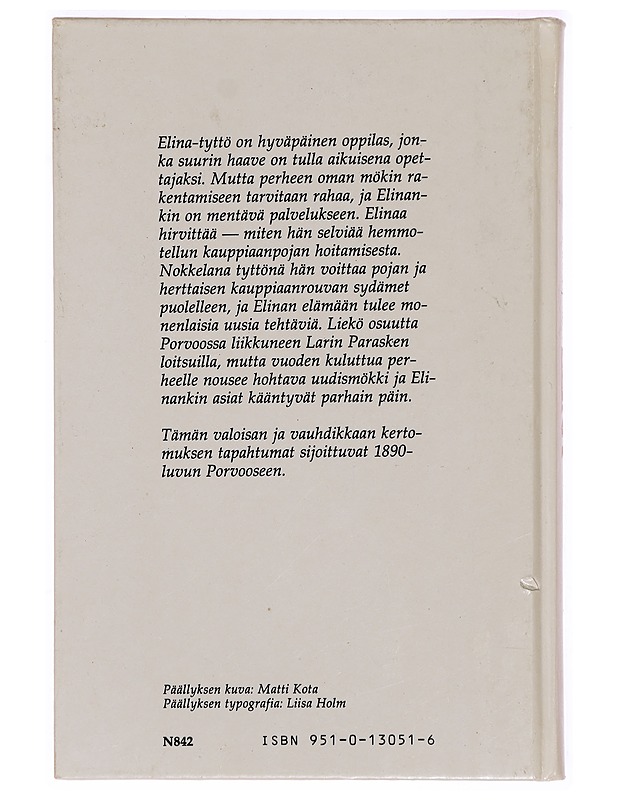 Elina-tyttö on hyväpäinen oppilas, jon-
ka suurin haave on tulla aikuisena opet-
tajaksi. Mutta perheen oman mökin ra-
kentamiseen tarvitaan rahaa, ja Elinan-
kin on mentävä palvelukseen. Elinaa
hirvittää — miten hän selviää hemmo-
tellun kauppiaanpojan hoitamisesta.
Nokkelana tyttönä hän voittaa pojan ja
herttaisen kauppiaanrouvan sydämet
puolelleen, ja Elinan elämään tulee mo-
nenlaisia uusia tehtäviä. Liekö osuutta
Porvoossa liikkuneen Larin Parasken
loitsuilla, mutta vuoden kuluttua per-
heelle nousee hohtava uudismökki ja Eli-
nankin asiat kääntyvät parhain päin.
Tämän valoisan ja vauhdikkaan kerto-
muksen tapahtumat sijoittuvat 1890-
luvun Porvooseen.
Päällyksen kuva: Matti Kota
Päällyksen typografia: Liisa Holm
N842 ISBN 951-0-13051-6